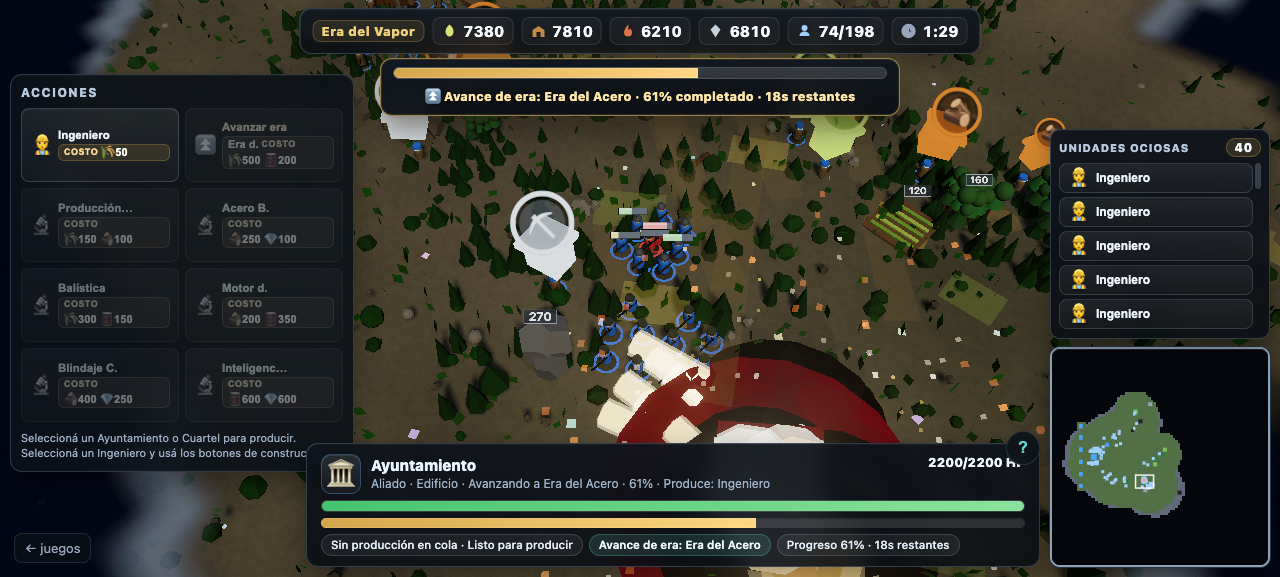 Era del Vapor
7380
7810
6210
6810
74/198
1:29
Avance de era: Era del Acero · 61% completado · 18s restantes
ACCIONES
Ingeniero
COSTO 50
Avanzar era
Era d. COSTO
500 200
Producción...
COSTO
150 100
Acero B.
COSTO
250 100
Balística
COSTO
300 150
Motor d.
COSTO
200 350
Blindaje C.
COSTO
400 250
Inteligenc...
COSTO
600 600
Seleccioná un Ayuntamiento o Cuartel para producir.
Seleccioná un Ingeniero y usá los botones de construc
← juegos
120
160
270
UNIDADES OCIOSAS 40
Ingeniero
Ingeniero
Ingeniero
Ingeniero
Ingeniero
?
Ayuntamiento
2200/2200
Aliado · Edificio · Avanzando a Era del Acero · 61% · Produce: Ingeniero
Sin producción en cola · Listo para producir
Avance de era: Era del Acero
Progreso 61% · 18s restantes